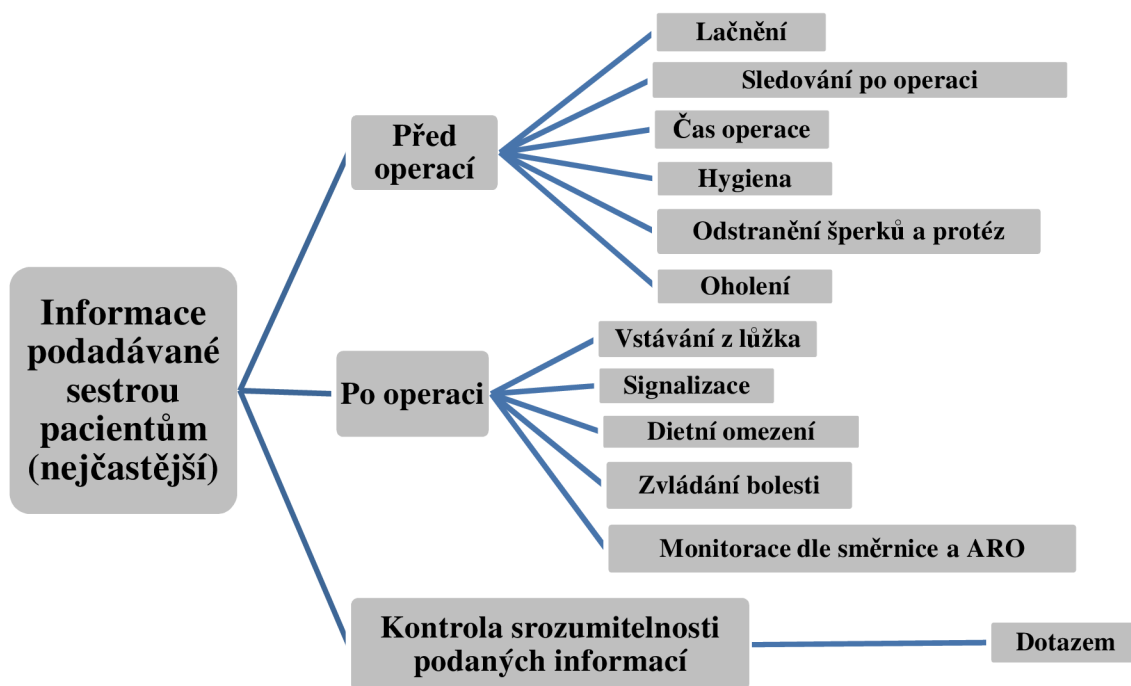 Informace
podadávané
sestrou
pacientům
(nejčastější)
Před
operací
Lačnění
Sledování po operaci
Čas operace
Hygiena
Odstranění šperků a protéz
Oholení
Po operaci
Vstávání z lůžka
Signalizace
Dietní omezení
Zvládání bolesti
Monitorace dle směrnice a ARO
Kontrola srozumitelnosti
podaných informací
Dotazem